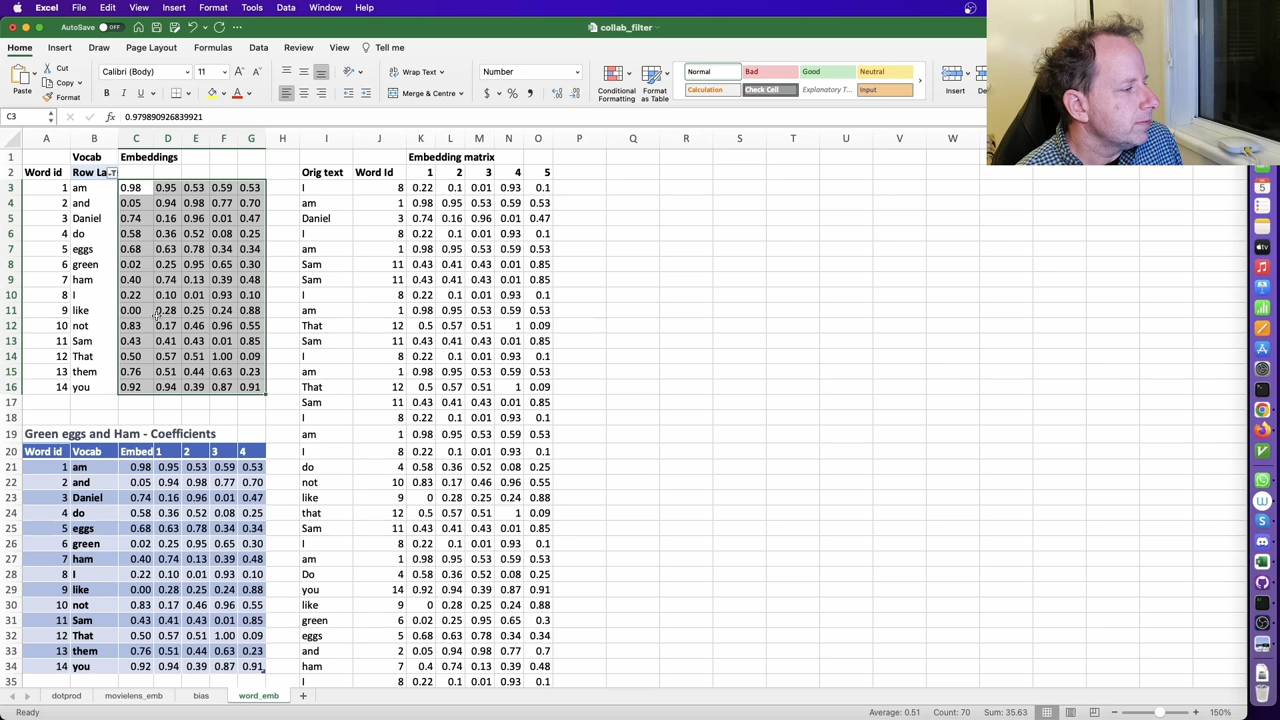 Excel File Edit View Insert Format Tools Data Window Help
AutoSave OFF collab_filter
Home Insert Draw Page Layout Formulas Data Review View Tell me
Paste Cut Copy Format Calibri (Body) 11 Wrap Text Merge & Centre Number Conditional Formatting Format as Table Normal Bad Good Neutral Calculation Check Cell Explanatory T... Input Insert
C3 fx 0.979890926839921
A B C D E F G H I J K L M N O P Q R S T U V W
1 Vocab Embeddings Embedding matrix
2 Word id Row La Orig text Word Id 1 2 3 4
3 1 am 0.98 0.95 0.53 0.59 0.53 I 8 0.22 0.1 0.01 0.93 0.1
4 2 and 0.05 0.94 0.98 0.77 0.70 am 1 0.98 0.95 0.53 0.59 0.53
5 3 Daniel 0.74 0.16 0.96 0.01 0.47 Daniel 3 0.74 0.16 0.96 0.01 0.47
6 4 do 0.58 0.36 0.52 0.08 0.25 I 8 0.22 0.1 0.01 0.93 0.1
7 5 eggs 0.68 0.63 0.78 0.34 0.34 am 1 0.98 0.95 0.53 0.59 0.53
8 6 green 0.02 0.25 0.95 0.65 0.30 Sam 11 0.43 0.41 0.43 0.01 0.85
9 7 ham 0.40 0.74 0.13 0.39 0.48 Sam 11 0.43 0.41 0.43 0.01 0.85
10 8 I 0.22 0.10 0.01 0.93 0.10 I 8 0.22 0.1 0.01 0.93 0.1
11 9 like 0.00 0.28 0.25 0.24 0.88 am 1 0.98 0.95 0.53 0.59 0.53
12 10 not 0.83 0.17 0.46 0.96 0.55 That 12 0.5 0.57 0.51 1 0.09
13 11 Sam 0.43 0.41 0.43 0.01 0.85 Sam 11 0.43 0.41 0.43 0.01 0.85
14 12 That 0.50 0.57 0.51 1.00 0.09 I 8 0.22 0.1 0.01 0.93 0.1
15 13 them 0.76 0.51 0.44 0.63 0.23 am 1 0.98 0.95 0.53 0.59 0.53
16 14 you 0.92 0.94 0.39 0.87 0.91 That 12 0.5 0.57 0.51 1 0.09
17 Sam 11 0.43 0.41 0.43 0.01 0.85
18 I 8 0.22 0.1 0.01 0.93 0.1
19 Green eggs and Ham - Coefficients am 1 0.98 0.95 0.53 0.59 0.53
20 Word id Vocab Embed 1 2 3 4 I 8 0.22 0.1 0.01 0.93 0.1
21 1 am 0.98 0.95 0.53 0.59 0.53 do 4 0.58 0.36 0.52 0.08 0.25
22 2 and 0.05 0.94 0.98 0.77 0.70 not 10 0.83 0.17 0.46 0.96 0.55
23 3 Daniel 0.74 0.16 0.96 0.01 0.47 like 9 0 0.28 0.25 0.24 0.88
24 4 do 0.58 0.36 0.52 0.08 0.25 that 12 0.5 0.57 0.51 1 0.09
25 5 eggs 0.68 0.63 0.78 0.34 0.34 Sam 11 0.43 0.41 0.43 0.01 0.85
26 6 green 0.02 0.25 0.95 0.65 0.30 I 8 0.22 0.1 0.01 0.93 0.1
27 7 ham 0.40 0.74 0.13 0.39 0.48 am 1 0.98 0.95 0.53 0.59 0.53
28 8 I 0.22 0.10 0.01 0.93 0.10 Do 4 0.58 0.36 0.52 0.08 0.25
29 9 like 0.00 0.28 0.25 0.24 0.88 you 14 0.92 0.94 0.39 0.87 0.91
30 10 not 0.83 0.17 0.46 0.96 0.55 like 9 0 0.28 0.25 0.24 0.88
31 11 Sam 0.43 0.41 0.43 0.01 0.85 green 6 0.02 0.25 0.95 0.65 0.3
32 12 That 0.50 0.57 0.51 1.00 0.09 eggs 5 0.68 0.63 0.78 0.34 0.34
33 13 them 0.76 0.51 0.44 0.63 0.23 and 2 0.05 0.94 0.98 0.77 0.7
34 14 you 0.92 0.94 0.39 0.87 0.91 ham 7 0.4 0.74 0.13 0.39 0.48
35 I 8 0.22 0.1 0.01 0.93 0.1
dotprod movielens_emb bias word_emb
Ready Average: 0.51 Count: 70 Sum: 35.63 150%